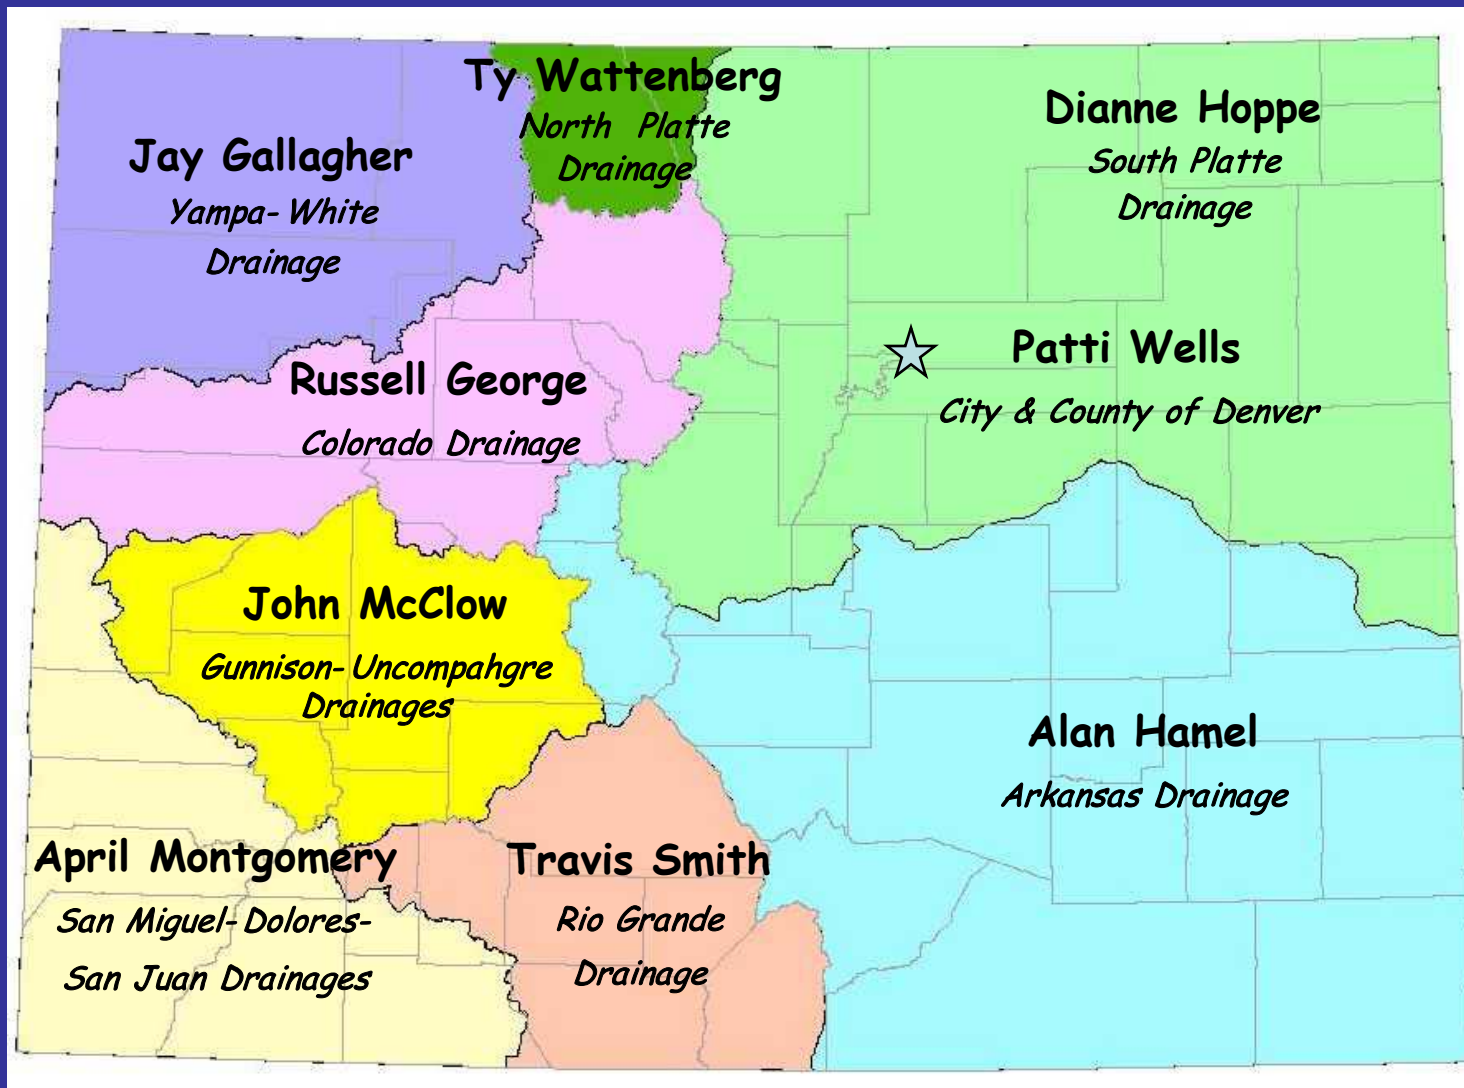 Ty Wattenberg
North Platte
Drainage
Dianne Hoppe
South Platte
Drainage
Jay Gallagher
Yampa-White
Drainage
Patti Wells
City & County of Denver
Russell George
Colorado Drainage
John McClow
Gunnison-Uncompahgre
Drainages
Alan Hamel
Arkansas Drainage
April Montgomery
San Miguel-Dolores-
San Juan Drainages
Travis Smith
Rio Grande
Drainage